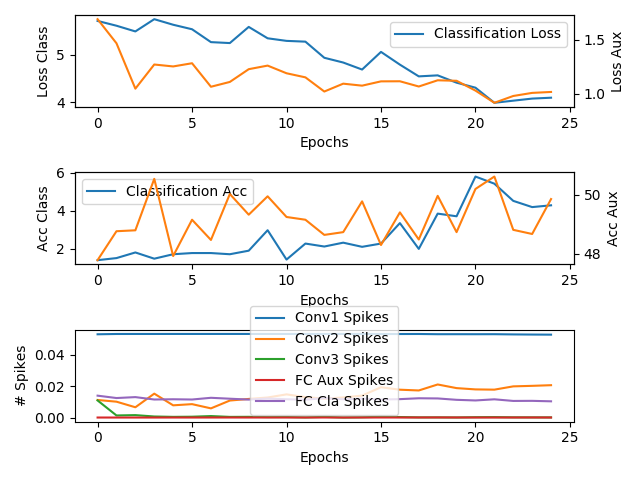 Loss Class
5
4
Classification Loss
1.5
1.0
Loss Aux
0 5 10 15 20 25
Epochs
Acc Class
6
4
2
Classification Acc
50
48
Acc Aux
0 5 10 15 20 25
Epochs
# Spikes
0.04
0.02
0.00
Conv1 Spikes
Conv2 Spikes
Conv3 Spikes
FC Aux Spikes
FC Cla Spikes
0 5 10 15 20 25
Epochs